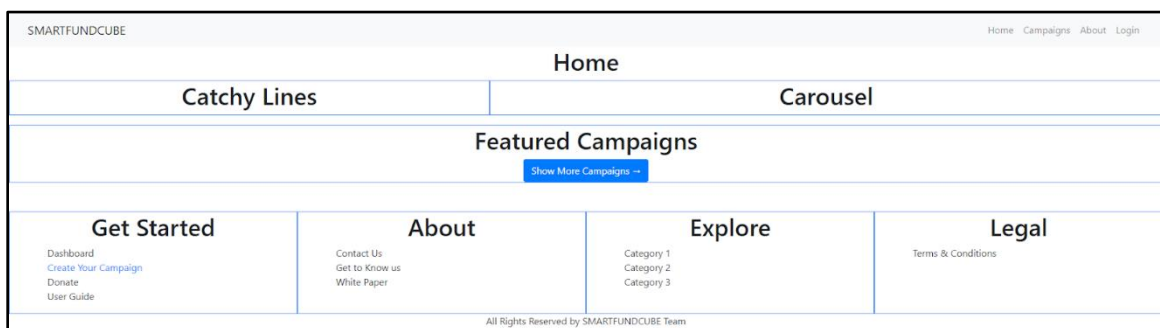 SMARTFUNDCUBE
Home Campaigns About Login
Home
Catchy Lines
Carousel
Featured Campaigns
Show More Campaigns →
Get Started
Dashboard
Create Your Campaign
Donate
User Guide
About
Contact Us
Get to Know us
White Paper
Explore
Category 1
Category 2
Category 3
Legal
Terms & Conditions
All Rights Reserved by SMARTFUNDCUBE Team